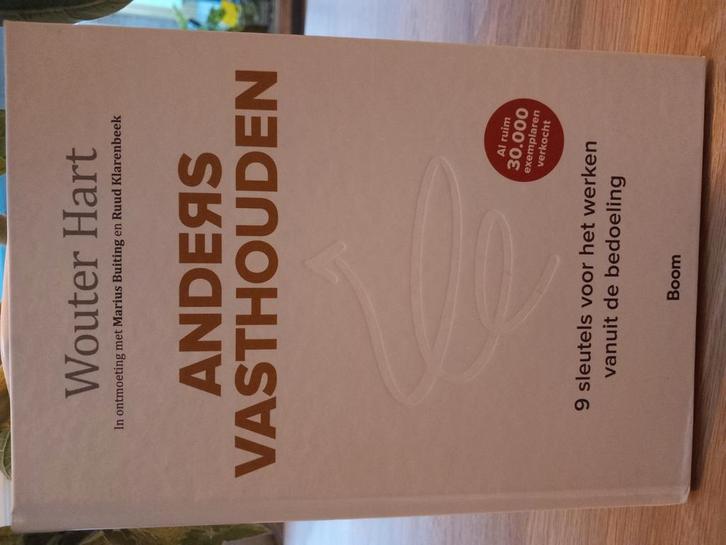 Wouter Hart
In ontmoeting met Marius Buiting en Ruud Klarenbeek
ANDERS
VASTHOUDEN
Al ruim
30.000
exemplaren
verkocht
9 sleutels voor het werken
vanuit de bedoeling
Boom